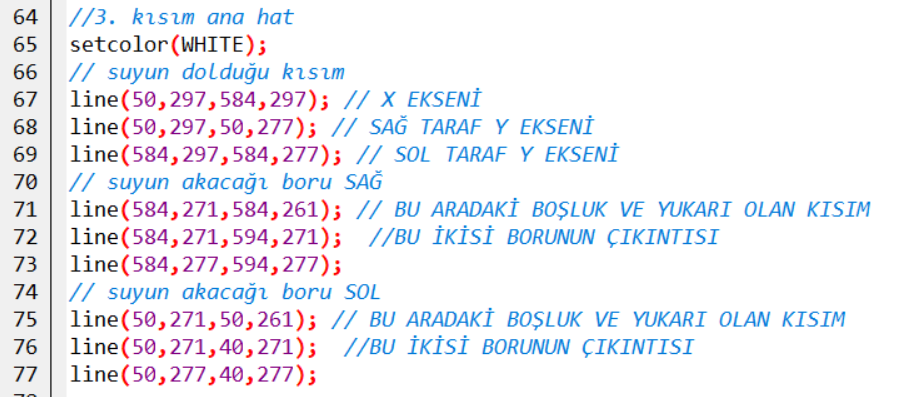 64 //3. kısım ana hat
65 setcolor(WHITE);
66 // suyun dolduğu kısım
67 line(50,297,584,297); // X EKSENİ
68 line(50,297,50,277); // SAĞ TARAF Y EKSENİ
69 line(584,297,584,277); // SOL TARAF Y EKSENİ
70 // suyun akacağı boru SAĞ
71 line(584,271,584,261); // BU ARADAKİ BOŞLUK VE YUKARI OLAN KISIM
72 line(584,271,594,271);  //BU İKİSİ BORUNUN ÇIKINTISI
73 line(584,277,594,277);
74 // suyun akacağı boru SOL
75 line(50,271,50,261); // BU ARADAKİ BOŞLUK VE YUKARI OLAN KISIM
76 line(50,271,40,271);  //BU İKİSİ BORUNUN ÇIKINTISI
77 line(50,277,40,277);